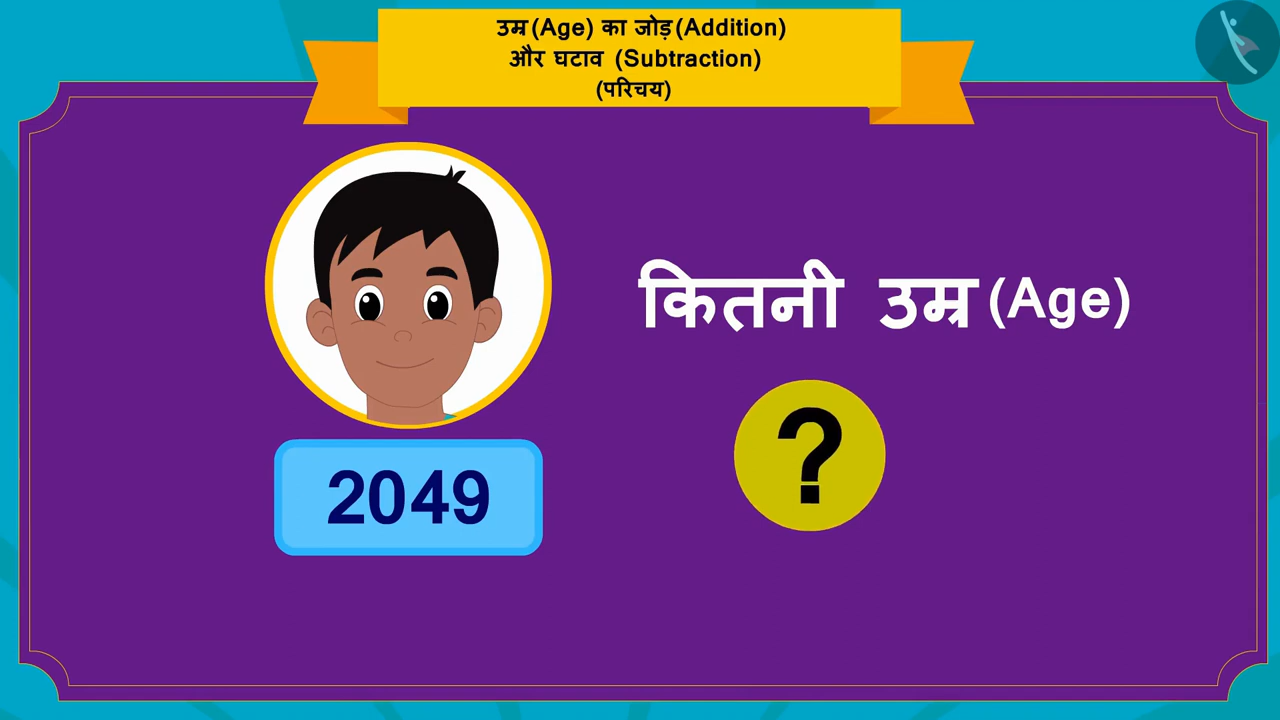 उम्र (Age) का जोड़ (Addition)
और घटाव (Subtraction)
(परिचय)
कितनी उम्र (Age)
?
2049